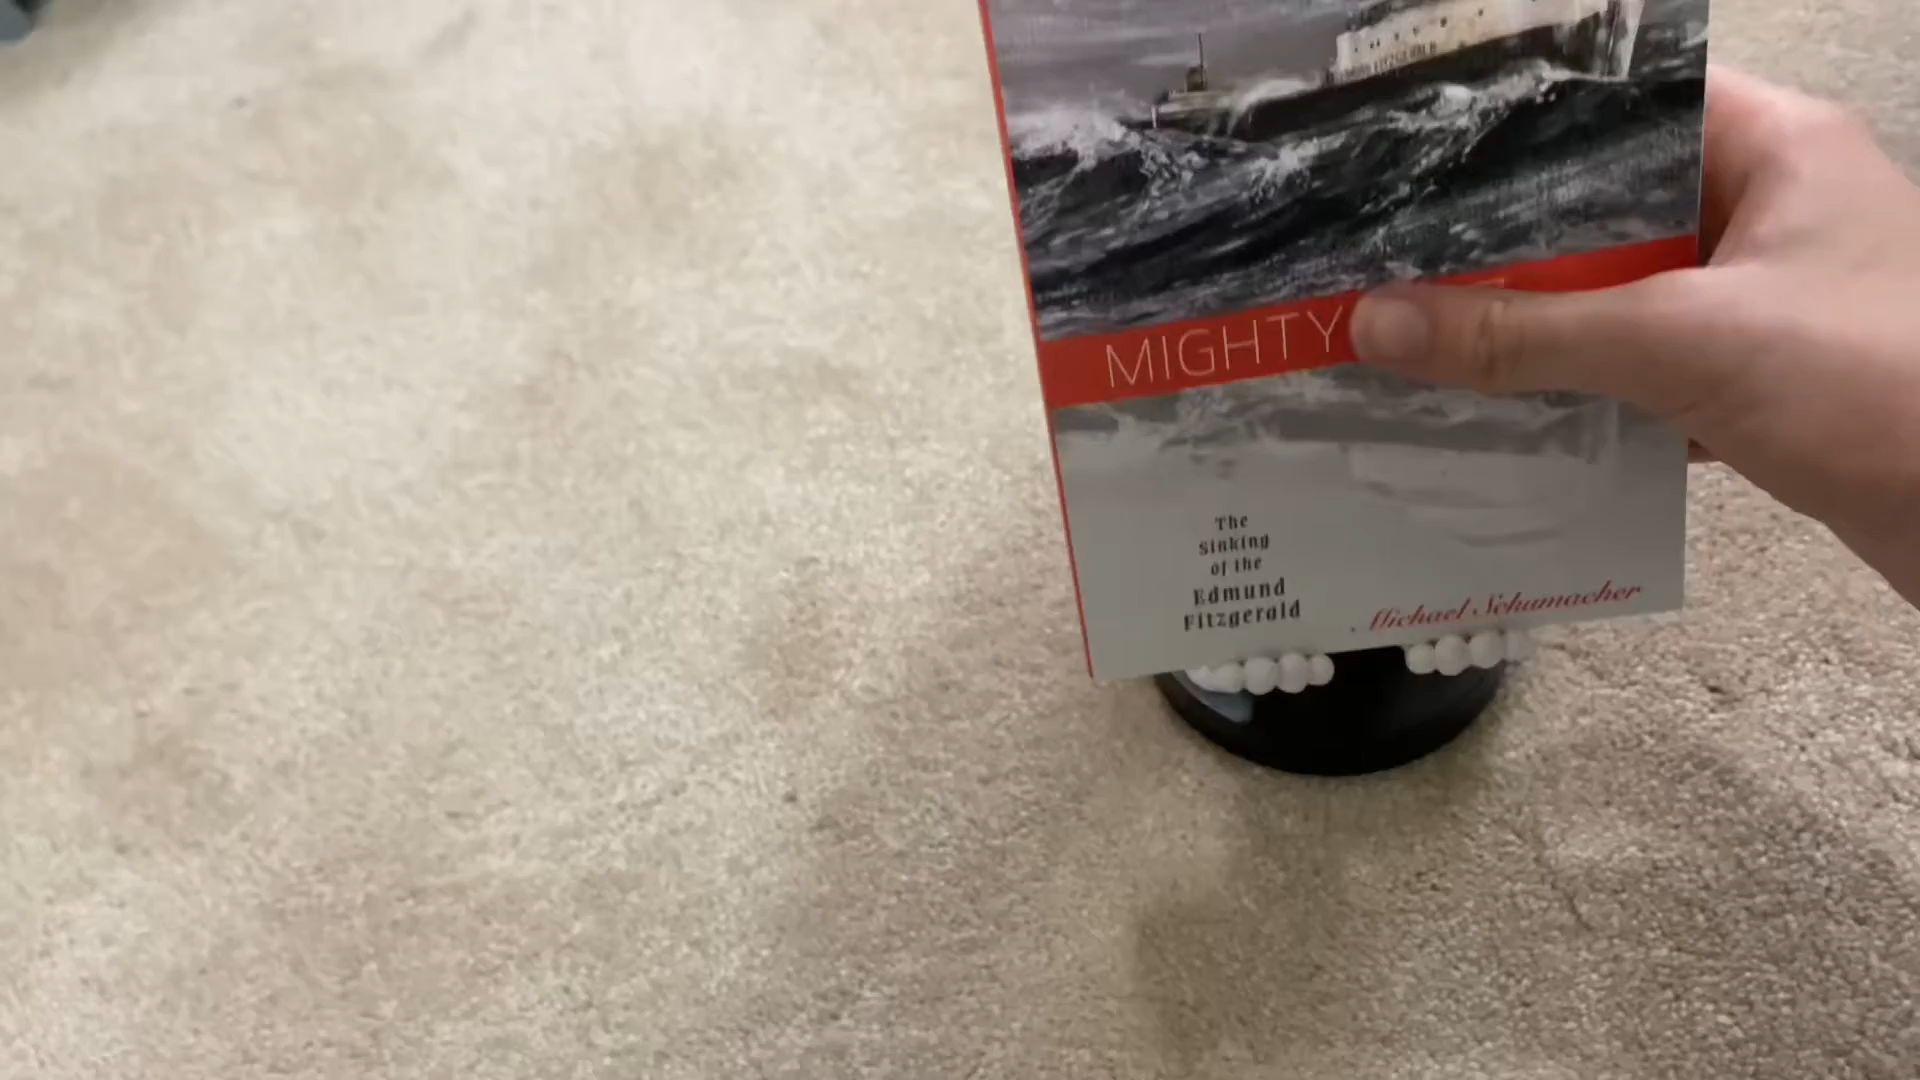 MIGHTY
The
Sinking
of the
Edmund
Fitzgerald
Michael Schumacher